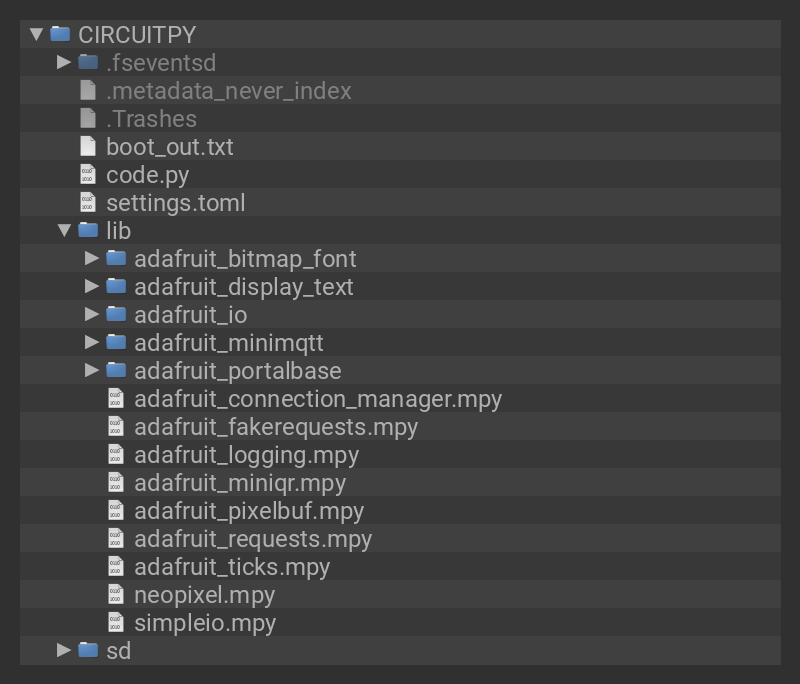 CIRCUITPY
.fseventsd
.metadata_never_index
.Trashes
boot_out.txt
code.py
settings.toml
lib
adafruit_bitmap_font
adafruit_display_text
adafruit_io
adafruit_minimqtt
adafruit_portalbase
adafruit_connection_manager.mpy
adafruit_fakerequests.mpy
adafruit_logging.mpy
adafruit_miniqr.mpy
adafruit_pixelbuf.mpy
adafruit_requests.mpy
adafruit_ticks.mpy
neopixel.mpy
simpleio.mpy
sd